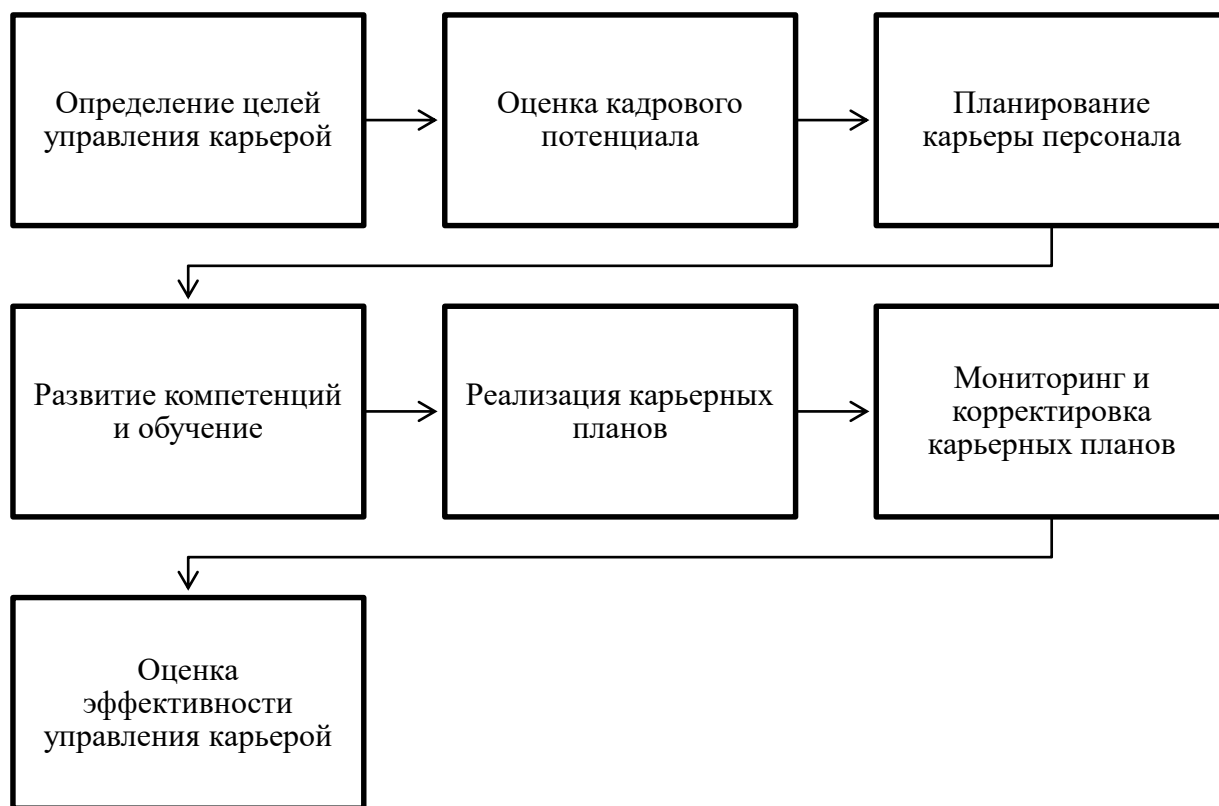 Определение целей
управления карьерой
Оценка кадрового
потенциала
Планирование
карьеры персонала
Развитие компетенций
и обучение
Реализация карьерных
планов
Мониторинг и
корректировка
карьерных планов
Оценка
эффективности
управления карьерой